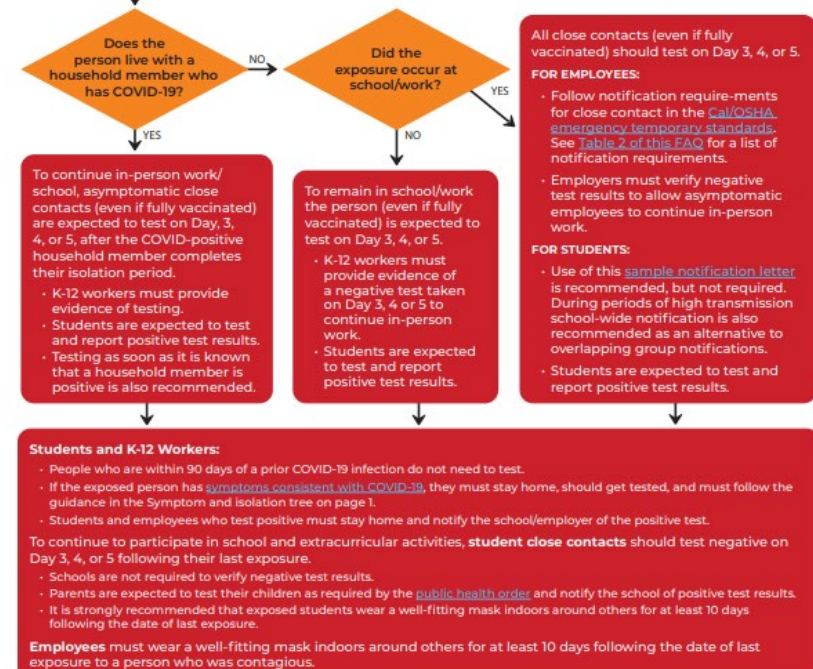 Does the
person live with a
household member who
has COVID-19?
NO
Did the
exposure occur at
school/work?
YES
YES
NO
To continue in-person work/
school, asymptomatic close
contacts (even if fully vaccinated)
are expected to test on Day, 3,
4, or 5, after the COVID-positive
household member completes
their isolation period.
• K-12 workers must provide
evidence of testing.
• Students are expected to test
and report positive test results.
• Testing as soon as it is known
that a household member is
positive is also recommended.
To remain in school/work
the person (even if fully
vaccinated) is expected to
test on Day 3, 4, or 5.
• K-12 workers must
provide evidence of
a negative test taken
on Day 3, 4 or 5 to
continue in-person
work.
• Students are expected
to test and report
positive test results.
All close contacts (even if fully
vaccinated) should test on Day 3, 4, or 5.
FOR EMPLOYEES:
• Follow notification require-ments
for close contact in the Cal/OSHA
emergency temporary standards.
See Table 2 of this FAQ for a list of
notification requirements.
• Employers must verify negative
test results to allow asymptomatic
employees to continue in-person
work.
FOR STUDENTS:
• Use of this sample notification letter
is recommended, but not required.
During periods of high transmission
school-wide notification is also
recommended as an alternative to
overlapping group notifications.
• Students are expected to test and
report positive test results.
Students and K-12 Workers:
• People who are within 90 days of a prior COVID-19 infection do not need to test.
• If the exposed person has symptoms consistent with COVID-19, they must stay home, should get tested, and must follow the
guidance in the Symptom and isolation tree on page 1.
• Students and employees who test positive must stay home and notify the school/employer of the positive test.
To continue to participate in school and extracurricular activities, student close contacts should test negative on
Day 3, 4, or 5 following their last exposure.
• Schools are not required to verify negative test results.
• Parents are expected to test their children as required by the public health order and notify the school of positive test results.
• It is strongly recommended that exposed students wear a well-fitting mask indoors around others for at least 10 days
following the date of last exposure.
Employees must wear a well-fitting mask indoors around others for at least 10 days following the date of last
exposure to a person who was contagious.